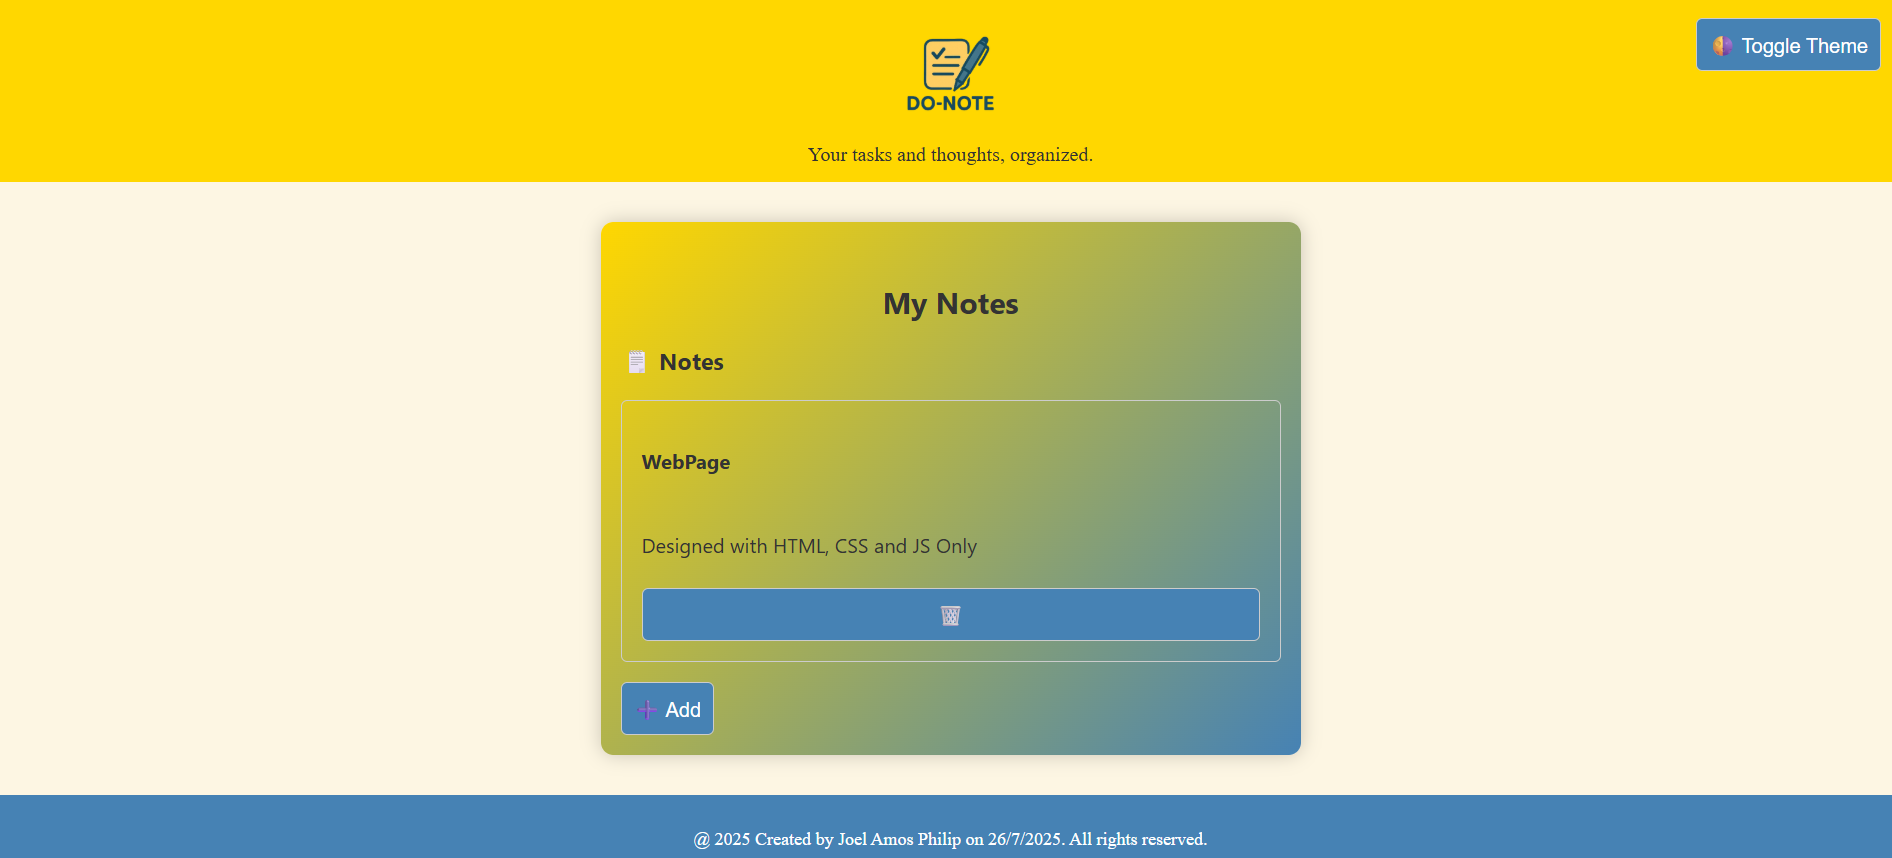 DO-NOTE
Toggle Theme
Your tasks and thoughts, organized.
My Notes
Notes
WebPage
Designed with HTML, CSS and JS Only
Add
@ 2025 Created by Joel Amos Philip on 26/7/2025. All rights reserved.